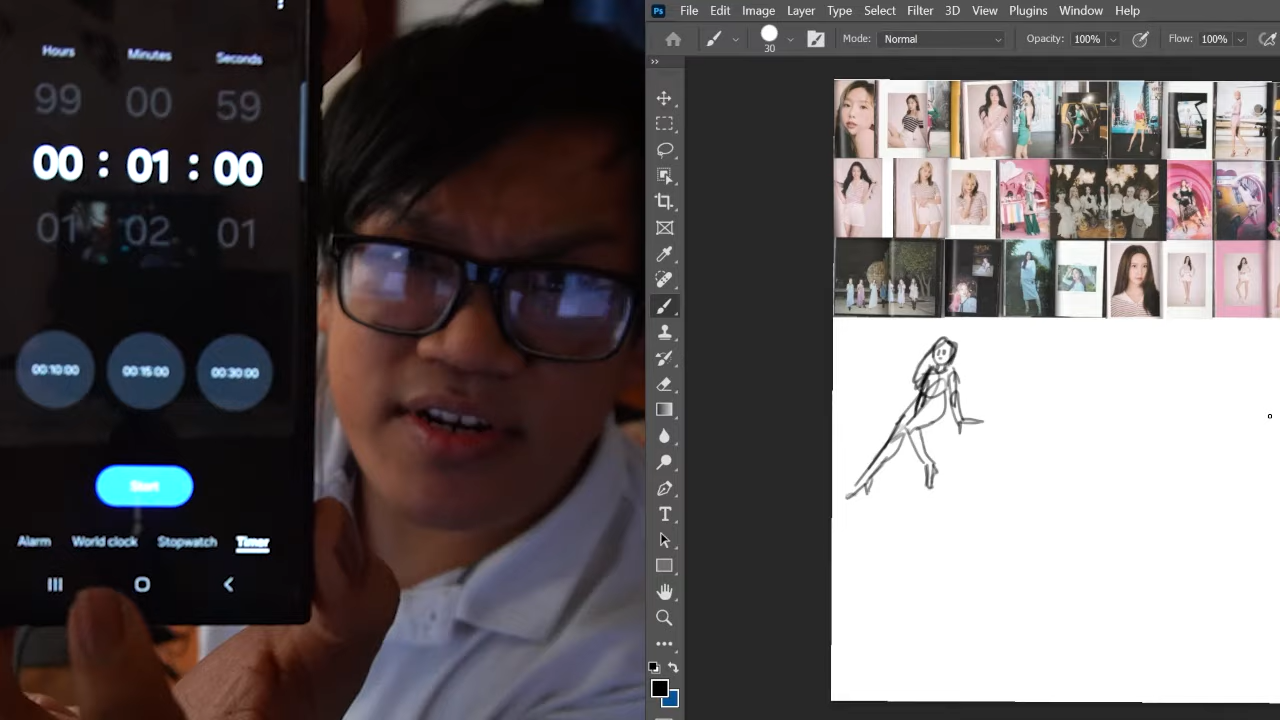 Hours Minutes Seconds
99 00 59
00 : 01 : 00
01 02 01
00:10:00 00:15:00 00:30:00
Start
Alarm World clock Stopwatch Timer
Ps File Edit Image Layer Type Select Filter 3D View Plugins Window Help
30 Mode: Normal Opacity: 100% Flow: 100%